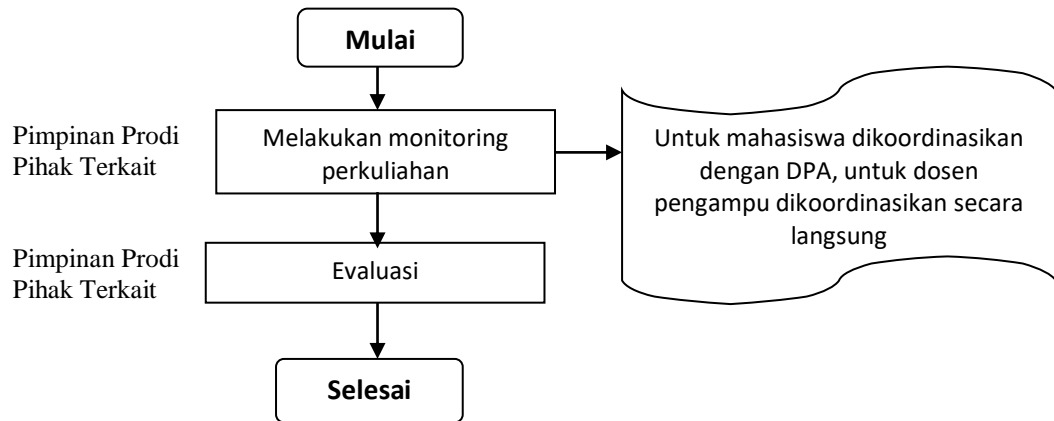 Mulai
Pimpinan Prodi
Pihak Terkait
Melakukan monitoring
perkuliahan
Untuk mahasiswa dikoordinasikan
dengan DPA, untuk dosen
pengampu dikoordinasikan secara
langsung
Pimpinan Prodi
Pihak Terkait
Evaluasi
Selesai